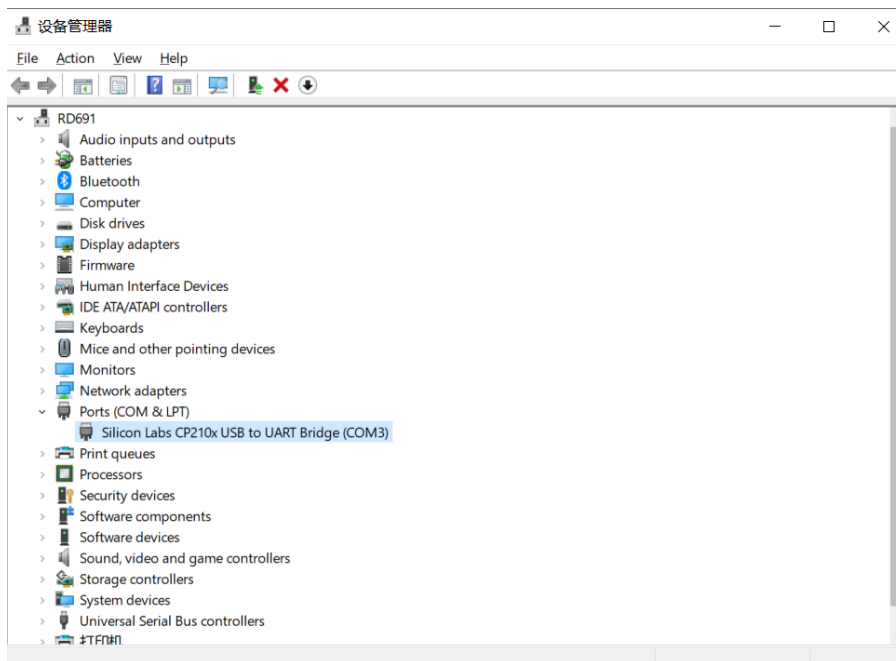 设备管理器
File Action View Help
RD691
Audio inputs and outputs
Batteries
Bluetooth
Computer
Disk drives
Display adapters
Firmware
Human Interface Devices
IDE ATA/ATAPI controllers
Keyboards
Mice and other pointing devices
Monitors
Network adapters
Ports (COM & LPT)
Silicon Labs CP210x USB to UART Bridge (COM3)
Print queues
Processors
Security devices
Software components
Software devices
Sound, video and game controllers
Storage controllers
System devices
Universal Serial Bus controllers
打印机